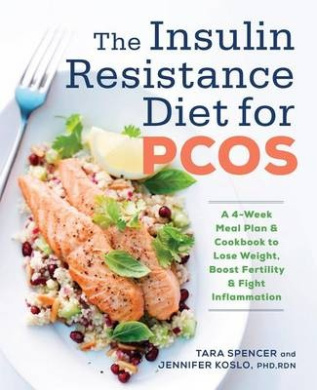 The Insulin
Resistance
Diet for
PCOS
A 4-Week
Meal Plan &
Cookbook to
Lose Weight,
Boost Fertility
& Fight
Inflammation
TARA SPENCER and
JENNIFER KOSLO, PHD,RDN